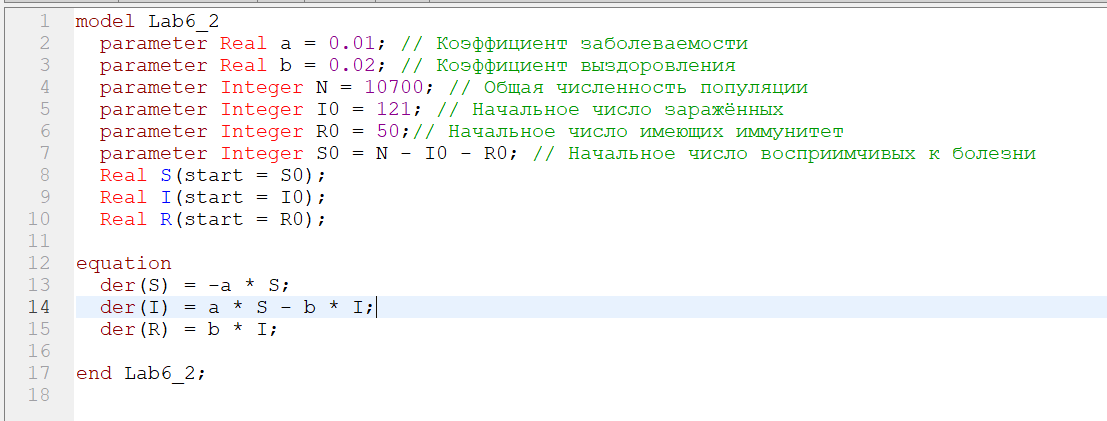 1 model Lab6_2
2   parameter Real a = 0.01; // Коэффициент заболеваемости
3   parameter Real b = 0.02; // Коэффициент выздоровления
4   parameter Integer N = 10700; // Общая численность популяции
5   parameter Integer I0 = 121; // Начальное число заражённых
6   parameter Integer R0 = 50;// Начальное число имеющих иммунитет
7   parameter Integer S0 = N - I0 - R0; // Начальное число восприимчивых к болезни
8   Real S(start = S0);
9   Real I(start = I0);
10   Real R(start = R0);
11
12 equation
13   der(S) = -a * S;
14   der(I) = a * S - b * I;
15   der(R) = b * I;
16
17 end Lab6_2;
18